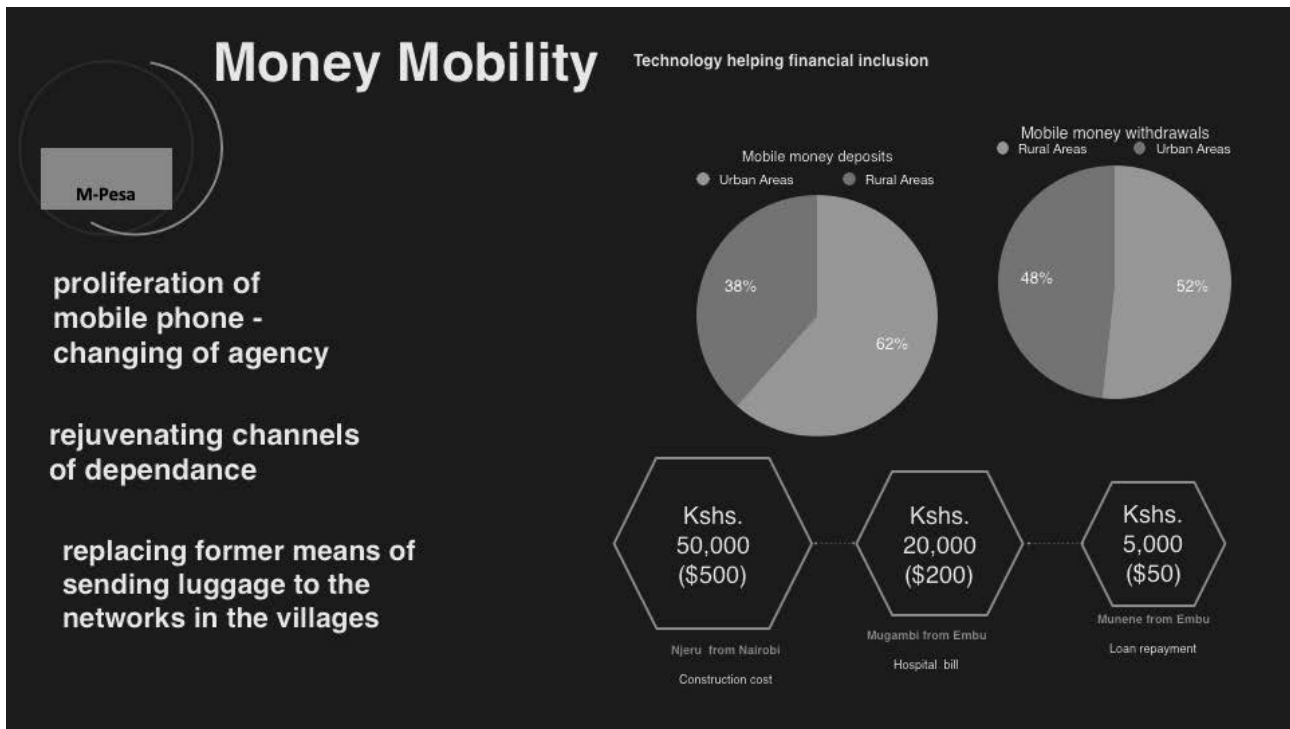 Money Mobility
Technology helping financial inclusion
M-Pesa
proliferation of
mobile phone -
changing of agency
rejuvenating channels
of dependance
replacing former means of
sending luggage to the
networks in the villages
Mobile money deposits
Urban Areas
Rural Areas
38%
62%
Mobile money withdrawals
Rural Areas
Urban Areas
48%
52%
Kshs.
50,000
($500)
Njeru from Nairobi
Construction cost
Kshs.
20,000
($200)
Mugambi from Embu
Hospital bill
Kshs.
5,000
($50)
Munene from Embu
Loan repayment